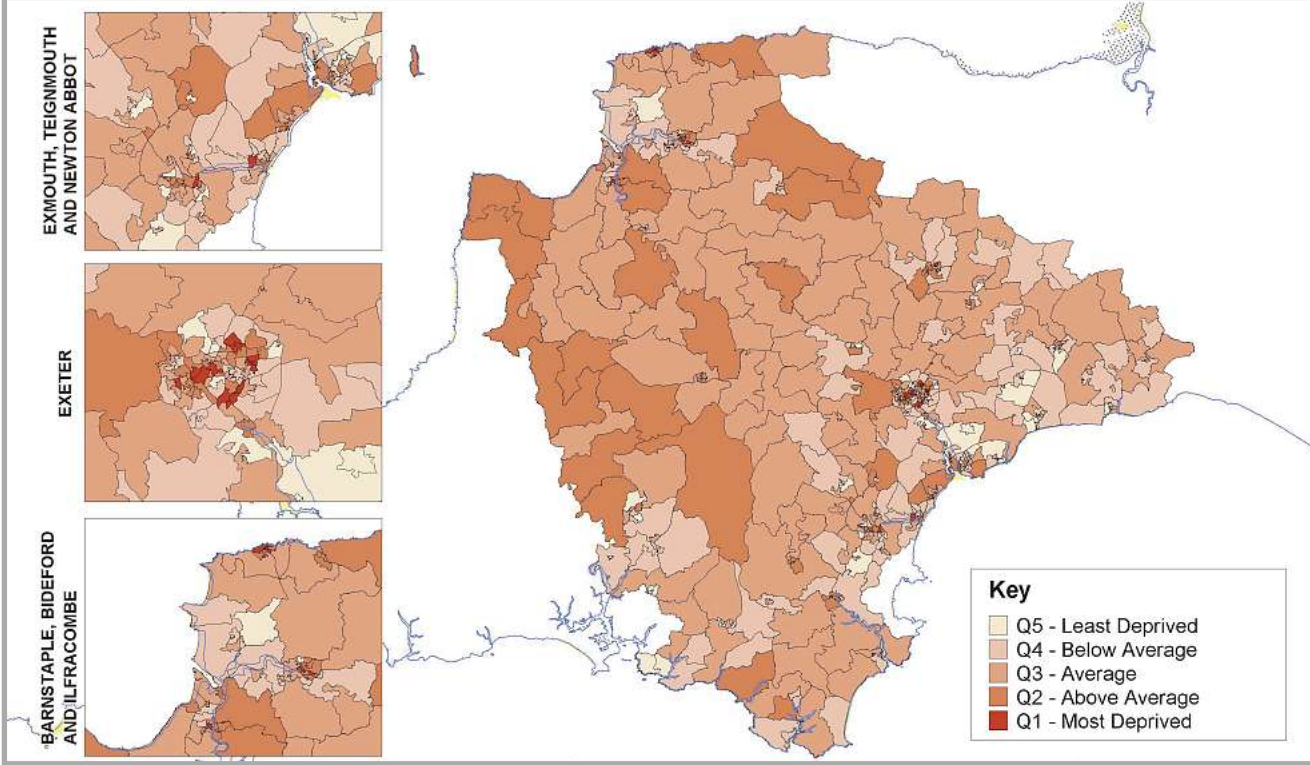 EXMOUTH, TEIGNMOUTH
AND NEWTON ABBOT
EXETER
BARNSTAPLE, BIDEFORD
AND ILFRACOMBE
Key
Q5 - Least Deprived
Q4 - Below Average
Q3 - Average
Q2 - Above Average
Q1 - Most Deprived